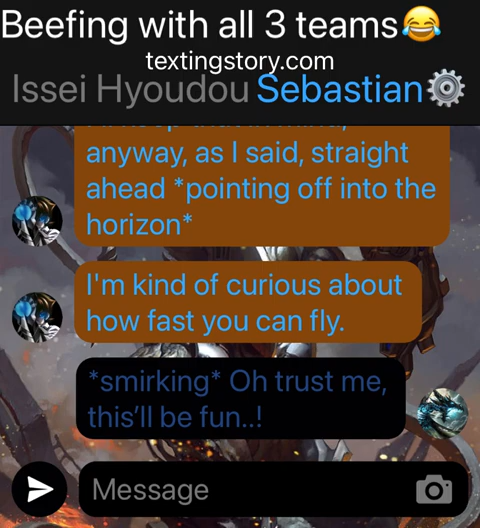 Beefing with all 3 teams😂
textingstory.com
Issei Hyoudou Sebastian⚙️
anyway, as I said, straight
ahead *pointing off into the
horizon*
I'm kind of curious about
how fast you can fly.
*smirking* Oh trust me,
this'll be fun..!
Message